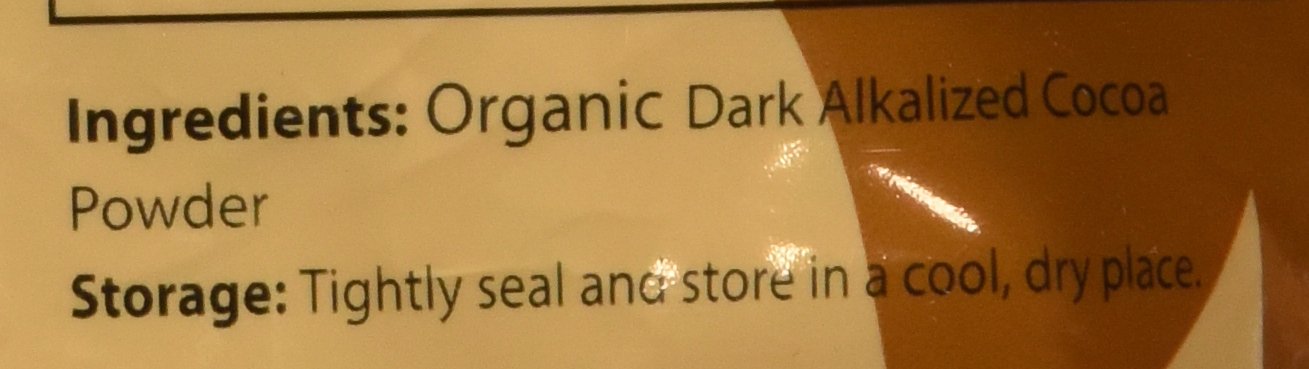 Ingredients: Organic Dark Alkalized Cocoa
Powder
Storage: Tightly seal and store in a cool, dry place.